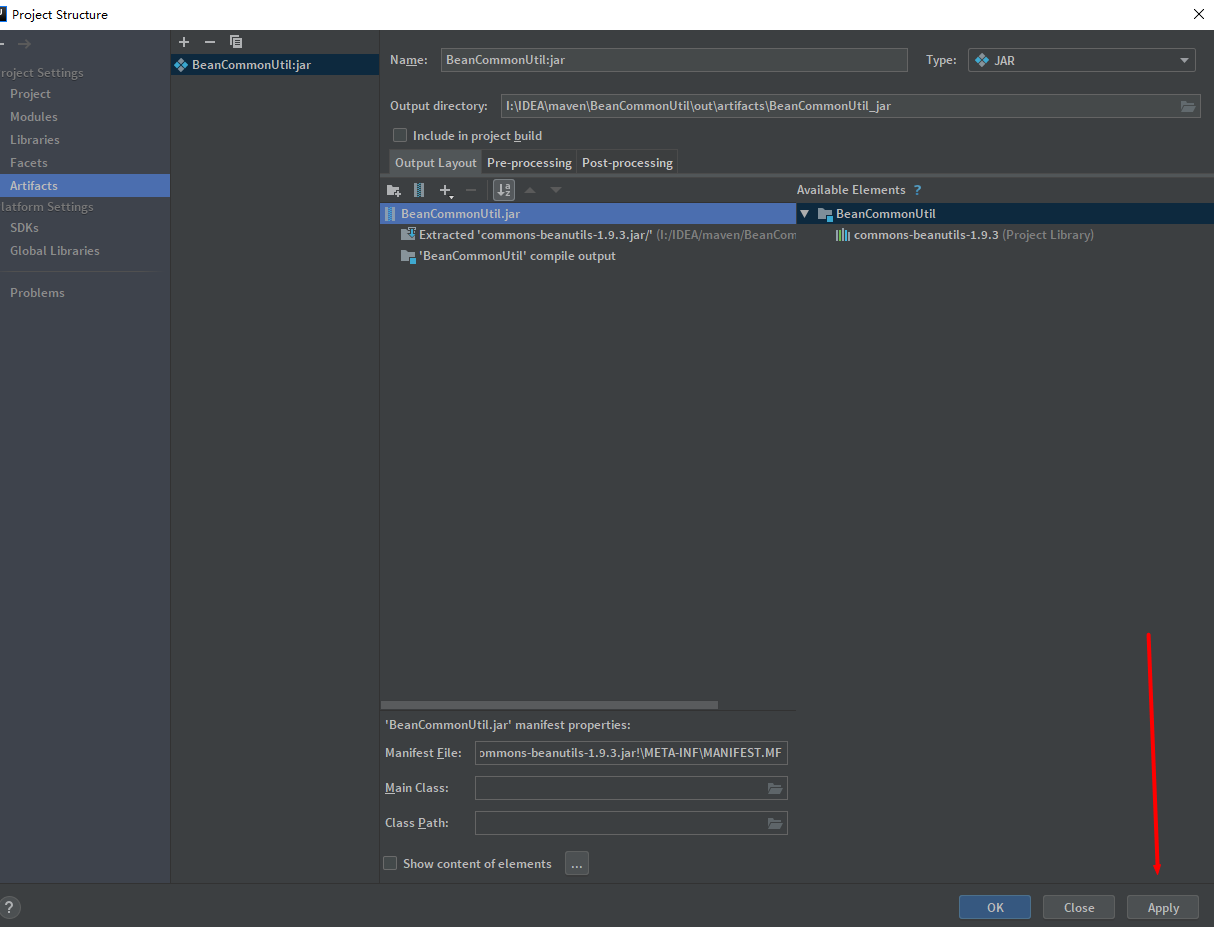 Project Structure
roject Settings
Project
Modules
Libraries
Facets
Artifacts
latform Settings
SDKs
Global Libraries
Problems
BeanCommonUtil:jar
Name: BeanCommonUtil:jar
Type: JAR
Output directory: I:\IDEA\maven\BeanCommonUtil\out\artifacts\BeanCommonUtil_jar
Include in project build
Output Layout Pre-processing Post-processing
Available Elements ?
BeanCommonUtil.jar
Extracted 'commons-beanutils-1.9.3.jar/' (I:/IDEA/maven/BeanCom
'BeanCommonUtil' compile output
BeanCommonUtil
commons-beanutils-1.9.3 (Project Library)
'BeanCommonUtil.jar' manifest properties:
Manifest File: ommons-beanutils-1.9.3.jar!\META-INF\MANIFEST.MF
Main Class:
Class Path:
Show content of elements ...
? OK Close Apply